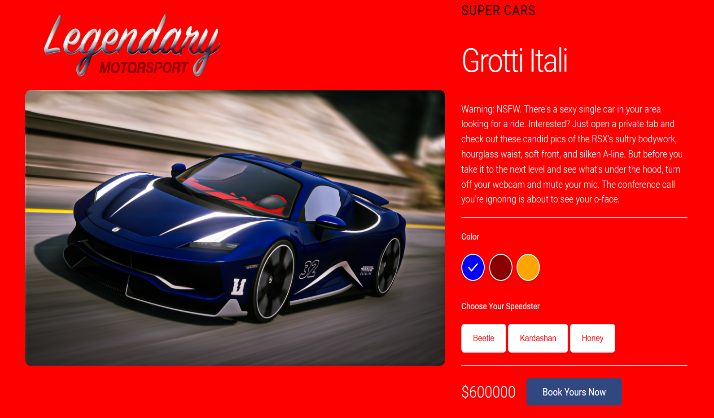 Legendary
MOTORSPORT
32
SUPER CARS
Grotti Itali
Warning: NSFW. There's a sexy single car in your area
looking for a ride. Interested? Just open a private tab and
check out these candid pics of the RSX's sultry bodywork,
hourglass waist, soft front, and silken A-line. But before you
take it to the next level and see what's under the hood, turn
off your webcam and mute your mic. The conference call
you're ignoring is about to see your o-face.
Color
Choose Your Speedster
Beetle Kardashan Honey
$600000 Book Yours Now